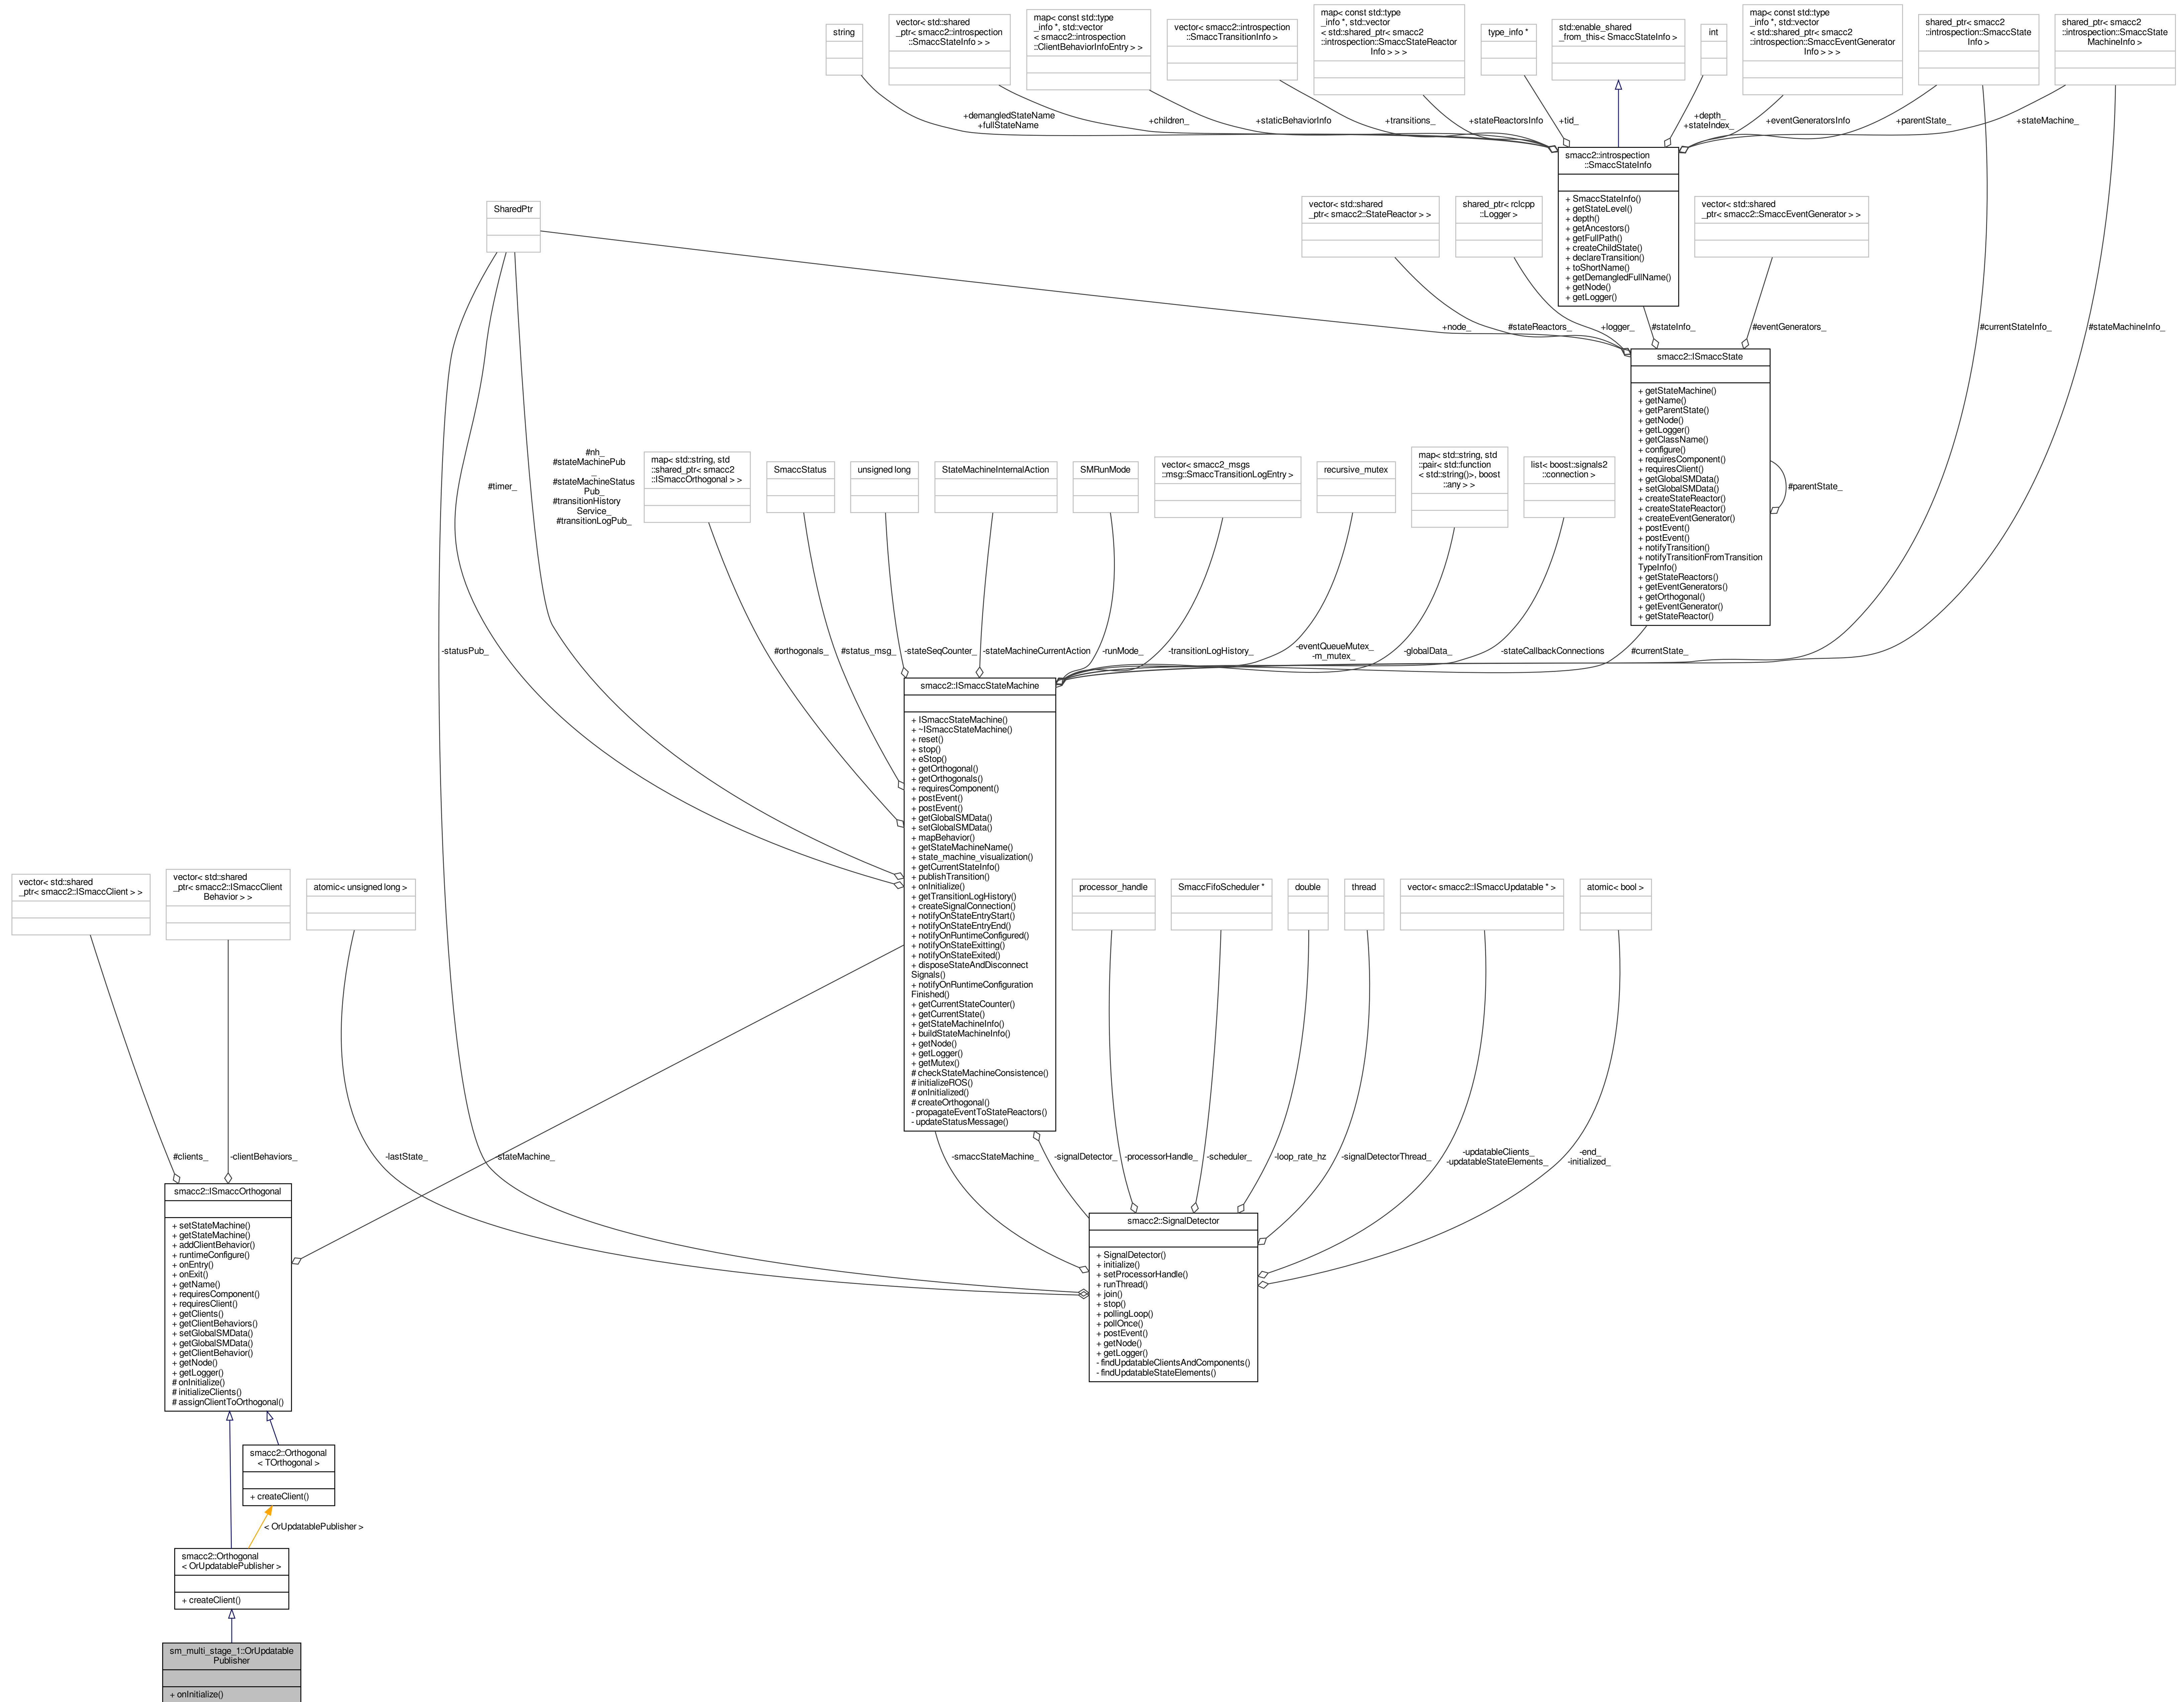 string
vector< std::shared
_ptr< smacc2::introspection
::SmaccStateInfo > >
map< const std::type
_info *, std::vector
< smacc2::introspection
::ClientBehaviorInfoEntry > >
vector< smacc2::introspection
::SmaccTransitionInfo >
map< const std::type
_info *, std::vector
< std::shared_ptr< smacc2
::introspection::SmaccStateReactor
Info > > >
type_info *
std::enable_shared
_from_this< SmaccStateInfo >
int
map< const std::type
_info *, std::vector
< std::shared_ptr< smacc2
::introspection::SmaccEventGenerator
Info > > >
shared_ptr< smacc2
::introspection::SmaccState
Info >
shared_ptr< smacc2
::introspection::SmaccState
MachineInfo >
+demangledStateName
+fullStateName
+children_
+staticBehaviorInfo
+transitions_
+stateReactorsInfo
+tid_
+depth_
+stateIndex_
+eventGeneratorsInfo
+parentState_
+stateMachine_
smacc2::introspection
::SmaccStateInfo
+ SmaccStateInfo()
+ getStateLevel()
+ depth()
+ getAncestors()
+ getFullPath()
+ createChildState()
+ declareTransition()
+ toShortName()
+ getDemangledFullName()
+ getNode()
+ getLogger()
SharedPtr
vector< std::shared
_ptr< smacc2::StateReactor > >
shared_ptr< rclcpp
::Logger >
vector< std::shared
_ptr< smacc2::SmaccEventGenerator > >
+node_
#stateReactors_
+logger_
#stateInfo_
#eventGenerators_
#currentStateInfo_
#stateMachineInfo_
smacc2::ISmaccState
+ getStateMachine()
+ getName()
+ getParentState()
+ getNode()
+ getLogger()
+ getClassName()
+ configure()
+ requiresComponent()
+ requiresClient()
+ getGlobalSMData()
+ setGlobalSMData()
+ createStateReactor()
+ createStateReactor()
+ createEventGenerator()
+ postEvent()
+ postEvent()
+ notifyTransition()
+ notifyTransitionFromTransition
TypeInfo()
+ getStateReactors()
+ getEventGenerators()
+ getOrthogonal()
+ getEventGenerator()
+ getStateReactor()
#parentState_
#timer_
#nh_
#stateMachinePub
_
#stateMachineStatus
Pub_
#transitionHistory
Service_
#transitionLogPub_
map< std::string, std
::shared_ptr< smacc2
::ISmaccOrthogonal > >
SmaccStatus
unsigned long
StateMachineInternalAction
SMRunMode
vector< smacc2_msgs
::msg::SmaccTransitionLogEntry >
recursive_mutex
map< std::string, std
::pair< std::function
< std::string()>, boost
::any > >
list< boost::signals2
::connection >
-statusPub_
#orthogonals_
#status_msg_
-stateSeqCounter_
-stateMachineCurrentAction
-runMode_
-transitionLogHistory_
-eventQueueMutex_
-m_mutex_
-globalData_
-stateCallbackConnections
#currentState_
smacc2::ISmaccStateMachine
+ ISmaccStateMachine()
+ ~ISmaccStateMachine()
+ reset()
+ stop()
+ eStop()
+ getOrthogonal()
+ getOrthogonals()
+ requiresComponent()
+ postEvent()
+ postEvent()
+ getGlobalSMData()
+ setGlobalSMData()
+ mapBehavior()
+ getStateMachineName()
+ state_machine_visualization()
+ getCurrentStateInfo()
+ publishTransition()
+ onInitialize()
+ getTransitionLogHistory()
+ createSignalConnection()
+ notifyOnStateEntryStart()
+ notifyOnStateEntryEnd()
+ notifyOnRuntimeConfigured()
+ notifyOnStateExitting()
+ notifyOnStateExited()
+ disposeStateAndDisconnect
Signals()
+ notifyOnRuntimeConfiguration
Finished()
+ getCurrentStateCounter()
+ getCurrentState()
+ getStateMachineInfo()
+ buildStateMachineInfo()
+ getNode()
+ getLogger()
+ getMutex()
# checkStateMachineConsistence()
# initializeROS()
# onInitialized()
# createOrthogonal()
- propagateEventToStateReactors()
- updateStatusMessage()
vector< std::shared
_ptr< smacc2::ISmaccClient > >
vector< std::shared
_ptr< smacc2::ISmaccClient
Behavior > >
atomic< unsigned long >
processor_handle
SmaccFifoScheduler *
double
thread
vector< smacc2::ISmaccUpdatable * >
atomic< bool >
#clients_
-clientBehaviors_
-lastState_
-stateMachine_
-smaccStateMachine_
-signalDetector_
-processorHandle_
-scheduler_
-loop_rate_hz
-signalDetectorThread_
-updatableClients_
-updatableStateElements_
-end_
-initialized_
smacc2::ISmaccOrthogonal
+ setStateMachine()
+ getStateMachine()
+ addClientBehavior()
+ runtimeConfigure()
+ onEntry()
+ onExit()
+ getName()
+ requiresComponent()
+ requiresClient()
+ getClients()
+ getClientBehaviors()
+ setGlobalSMData()
+ getGlobalSMData()
+ getClientBehavior()
+ getNode()
+ getLogger()
# onInitialize()
# initializeClients()
# assignClientToOrthogonal()
smacc2::SignalDetector
+ SignalDetector()
+ initialize()
+ setProcessorHandle()
+ runThread()
+ join()
+ stop()
+ pollingLoop()
+ pollOnce()
+ postEvent()
+ getNode()
+ getLogger()
- findUpdatableClientsAndComponents()
- findUpdatableStateElements()
smacc2::Orthogonal
< TOrthogonal >
+ createClient()
< OrUpdatablePublisher >
smacc2::Orthogonal
< OrUpdatablePublisher >
+ createClient()
sm_multi_stage_1::OrUpdatable
Publisher
+ onInitialize()